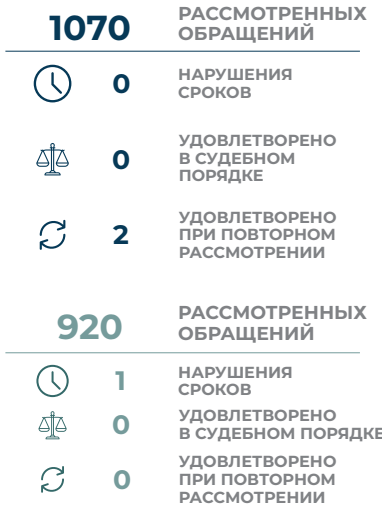 1070 РАССМОТРЕННЫХ
ОБРАЩЕНИЙ
0 НАРУШЕНИЯ
СРОКОВ
0 УДОВЛЕТВОРЕНО
В СУДЕБНОМ
ПОРЯДКЕ
2 УДОВЛЕТВОРЕНО
ПРИ ПОВТОРНОМ
РАССМОТРЕНИИ
920 РАССМОТРЕННЫХ
ОБРАЩЕНИЙ
1 НАРУШЕНИЯ
СРОКОВ
0 УДОВЛЕТВОРЕНО
В СУДЕБНОМ ПОРЯДКЕ
0 УДОВЛЕТВОРЕНО
ПРИ ПОВТОРНОМ
РАССМОТРЕНИИ